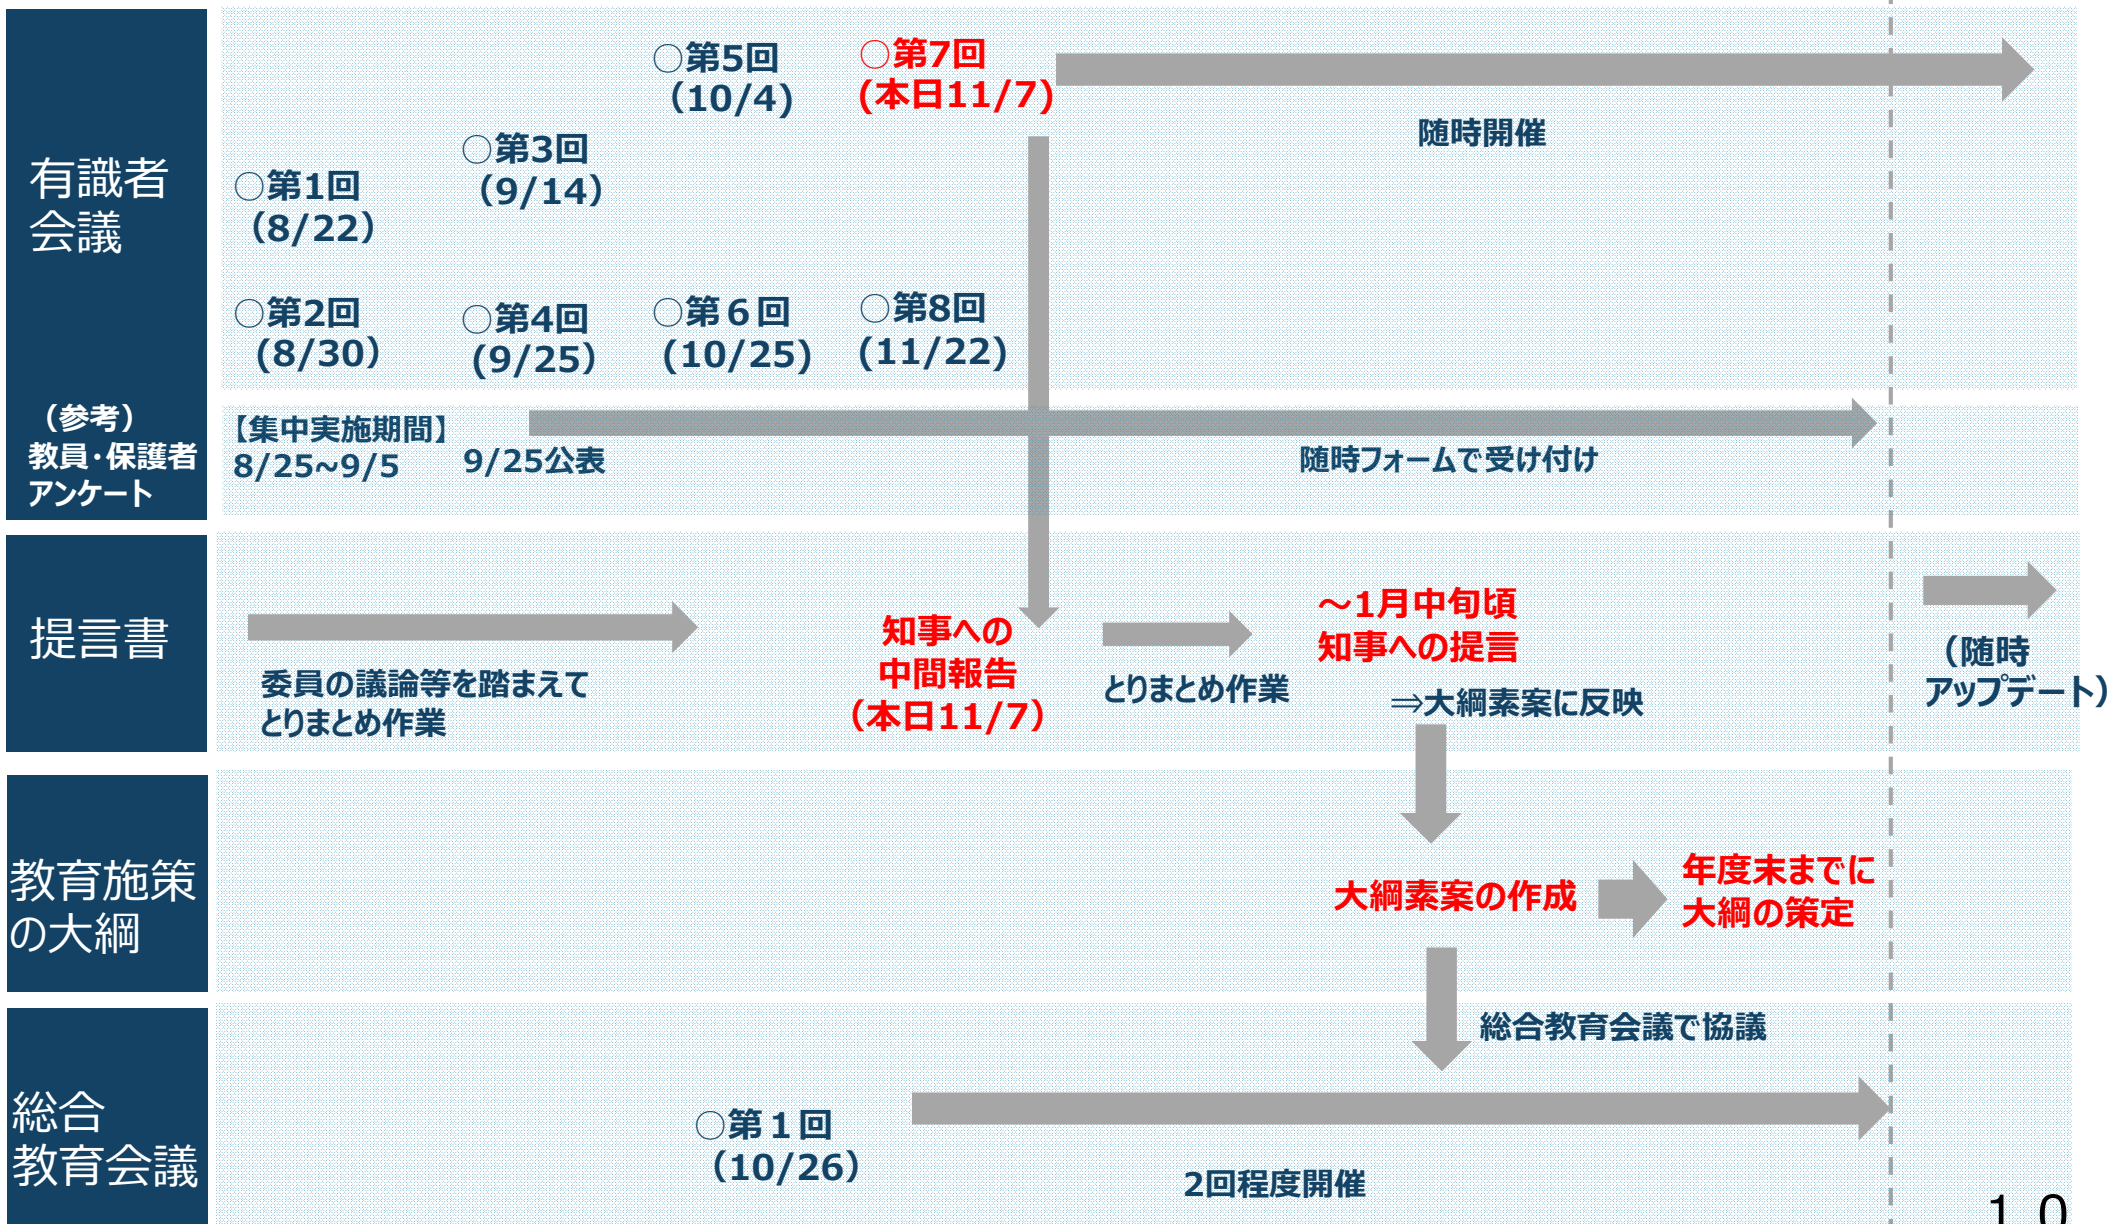 有識者
会議
○第1回
（8/22）
○第2回
（8/30）
○第3回
（9/14）
○第4回
（9/25）
○第5回
（10/4）
○第６回
（10/25）
○第7回
(本日11/7)
○第8回
（11/22）
随時開催
（参考）
教員・保護者
アンケート
【集中実施期間】
8/25~9/5
9/25公表
随時フォームで受け付け
提言書
委員の議論等を踏まえて
とりまとめ作業
知事への
中間報告
（本日11/7）
とりまとめ作業
～1月中旬頃
知事への提言
⇒大綱素案に反映
（随時
アップデート）
教育施策
の大綱
大綱素案の作成
年度末までに
大綱の策定
総合教育会議で協議
総合
教育会議
○第１回
（10/26）
2回程度開催
１０